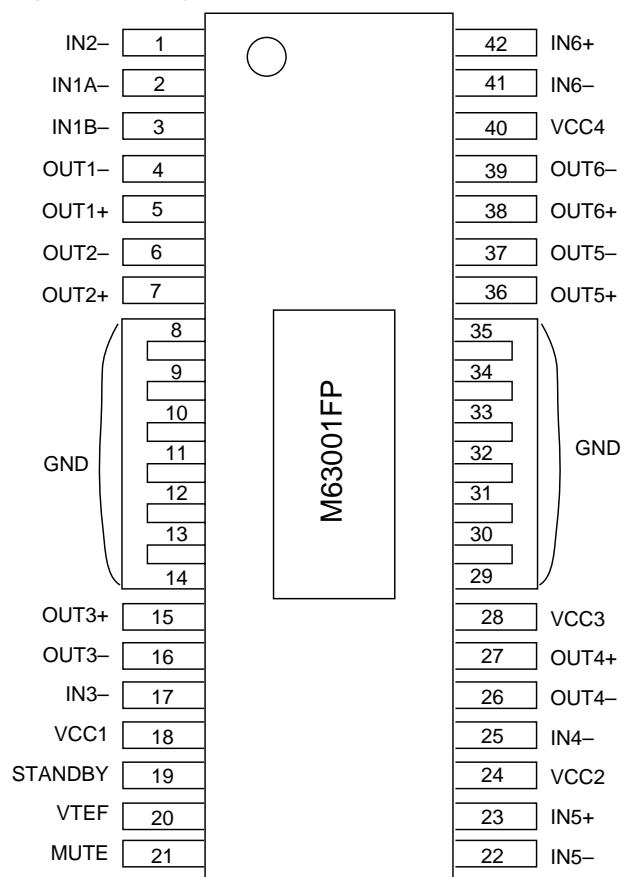 IN2– 1 42 IN6+
IN1A– 2 41 IN6–
IN1B– 3 40 VCC4
OUT1– 4 39 OUT6–
OUT1+ 5 38 OUT6+
OUT2– 6 37 OUT5–
OUT2+ 7 36 OUT5+
8 35
9 34
10 33
GND 11 32 GND
12 31
13 30
14 29
M63001FP
OUT3+ 15 28 VCC3
OUT3– 16 27 OUT4+
IN3– 17 26 OUT4–
VCC1 18 25 IN4–
STANDBY 19 24 VCC2
VTEF 20 23 IN5+
MUTE 21 22 IN5–